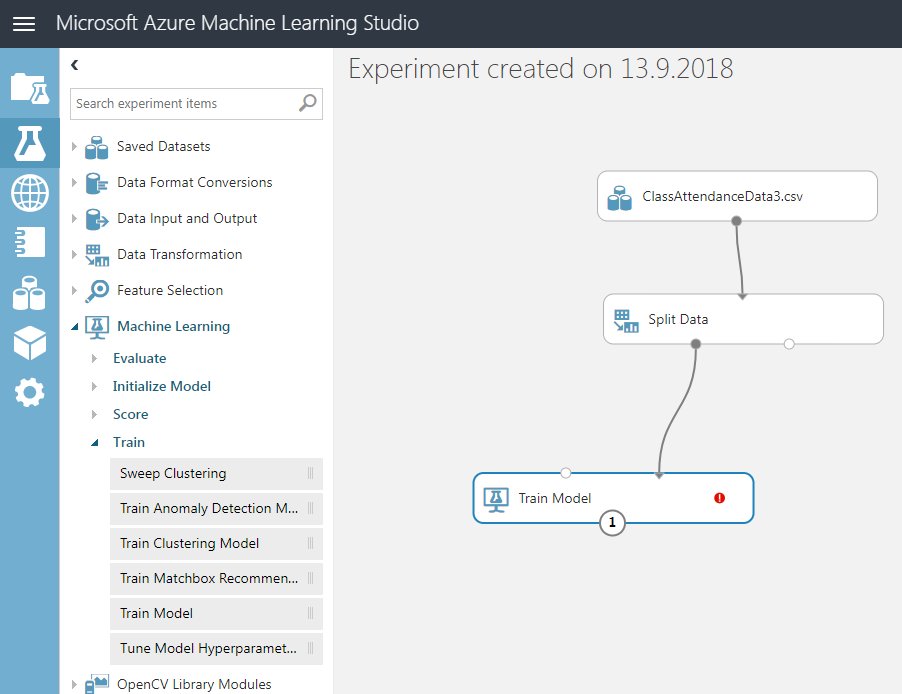 Microsoft Azure Machine Learning Studio
Experiment created on 13.9.2018
Search experiment items
Saved Datasets
Data Format Conversions
Data Input and Output
Data Transformation
Feature Selection
Machine Learning
Evaluate
Initialize Model
Score
Train
Sweep Clustering
Train Anomaly Detection M...
Train Clustering Model
Train Matchbox Recommen...
Train Model
Tune Model Hyperparamet...
OpenCV Library Modules
ClassAttendanceData3.csv
Split Data
Train Model
1